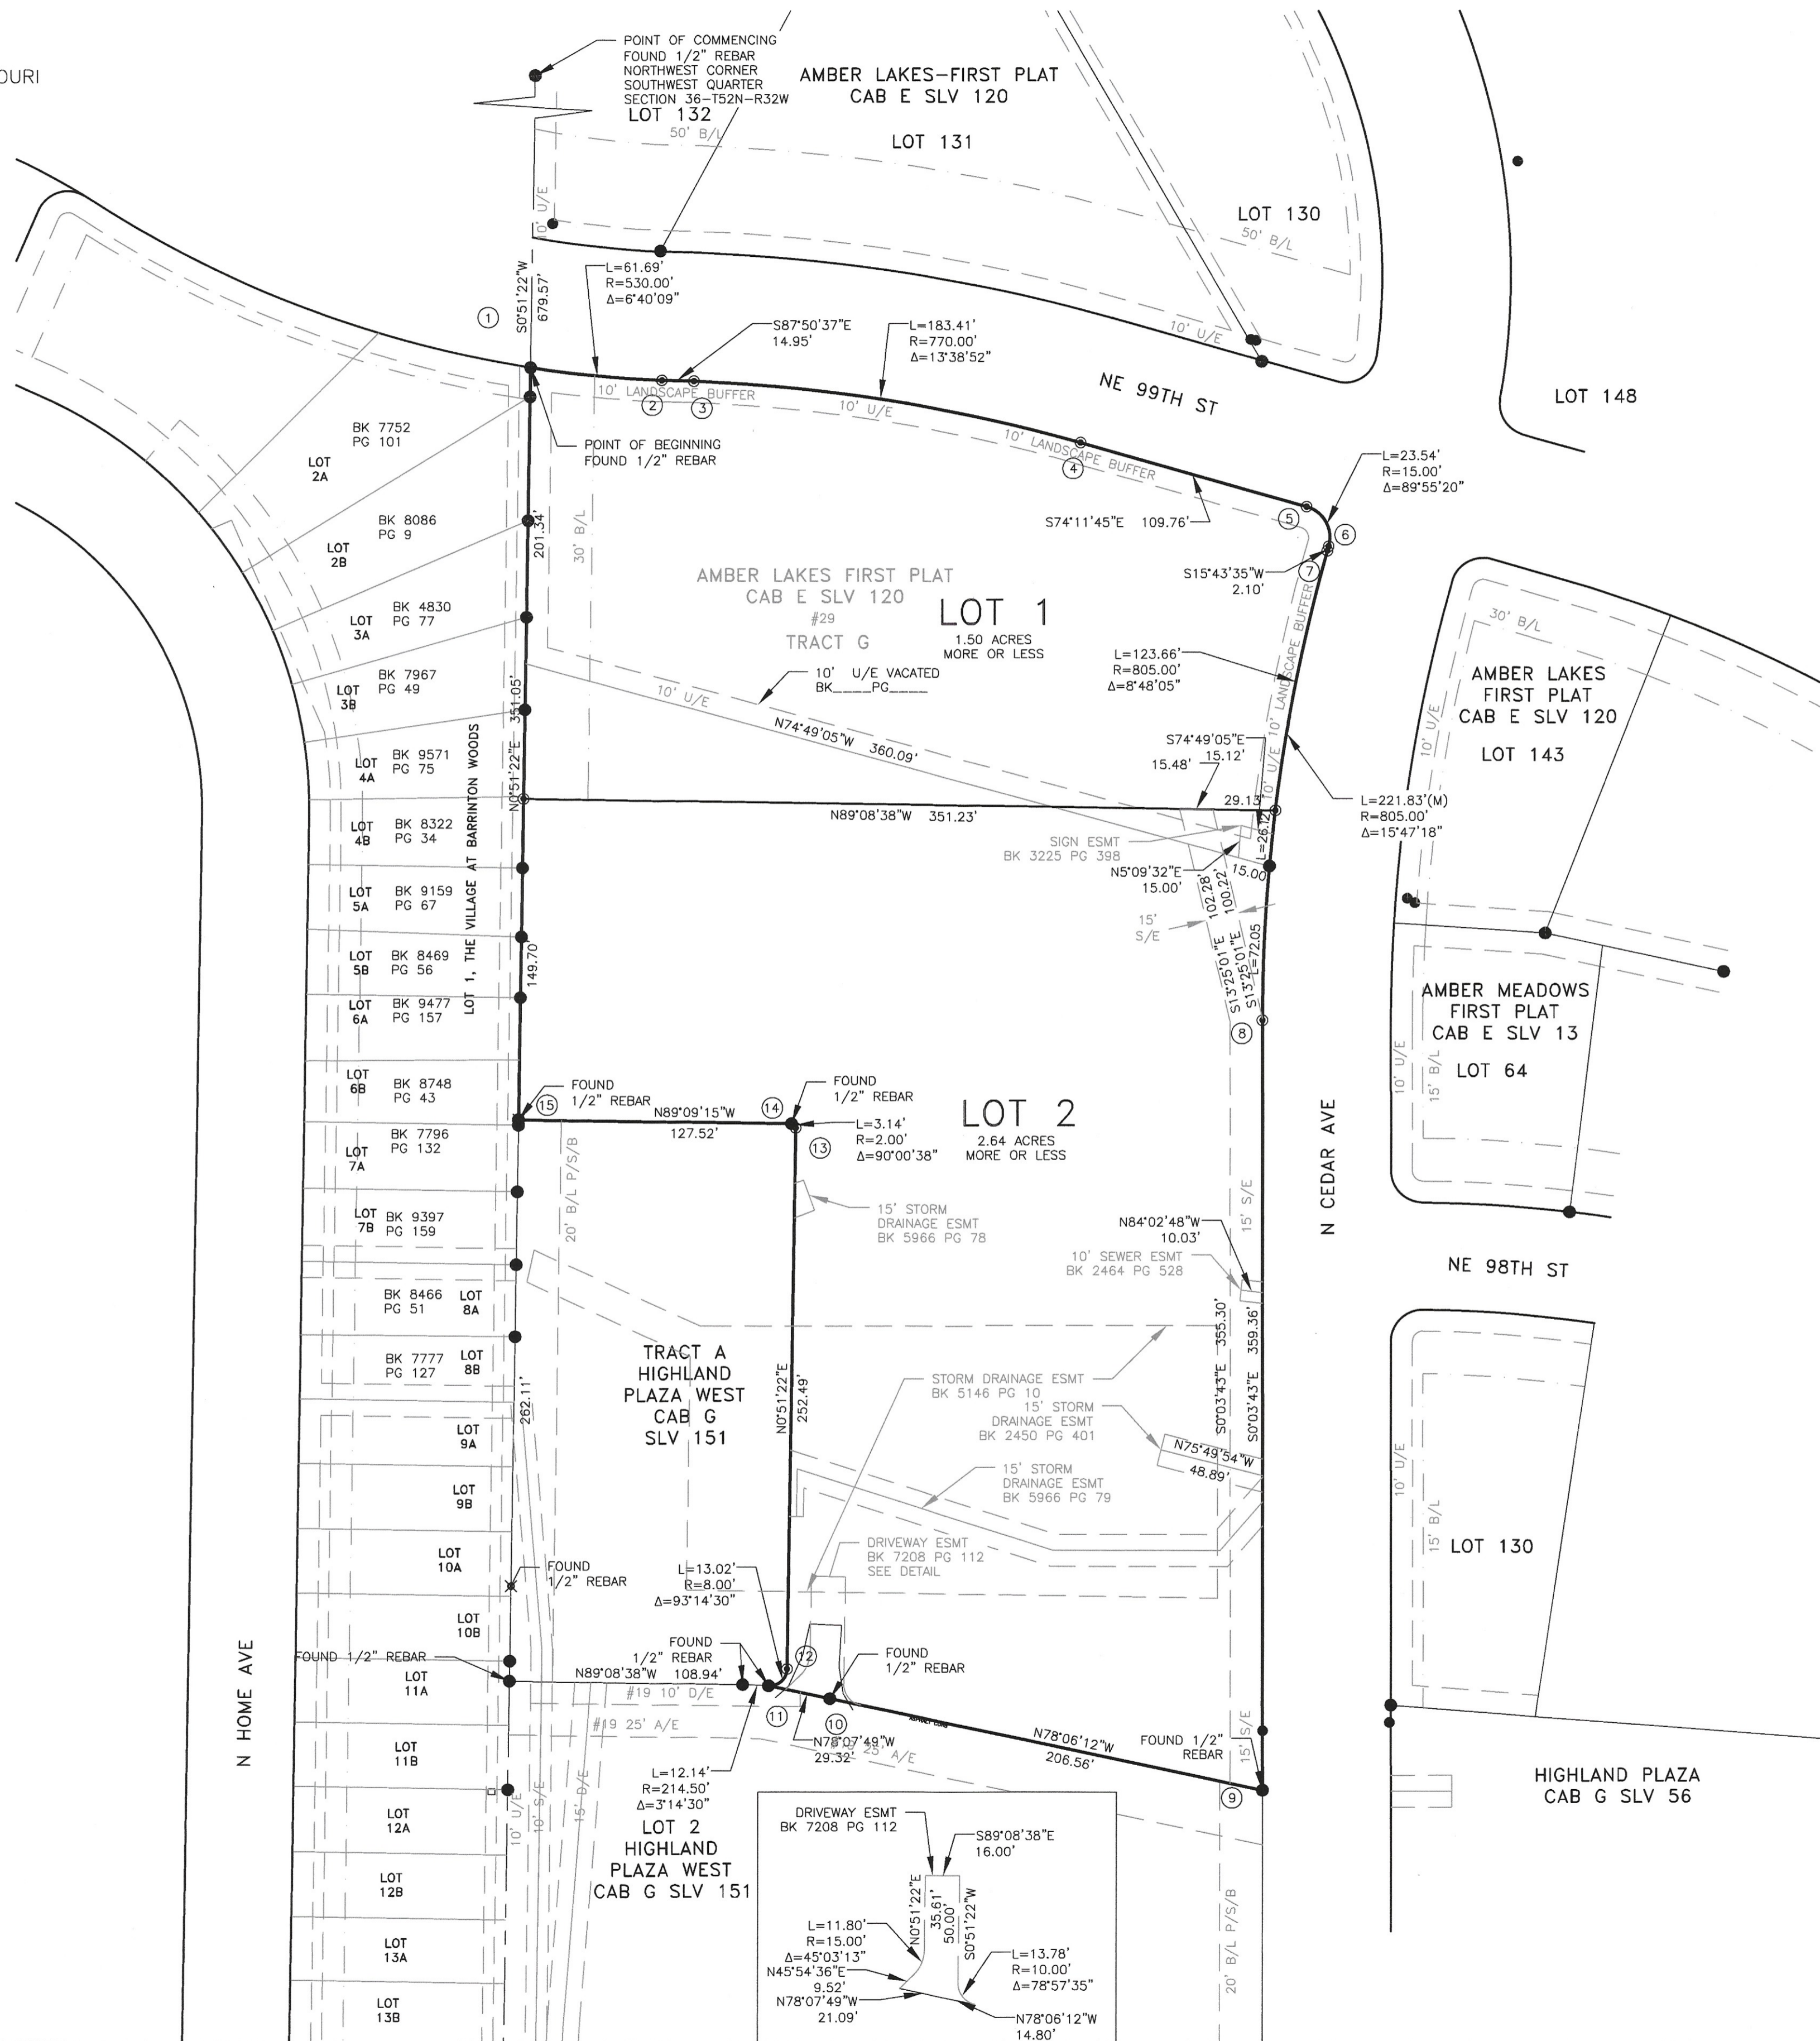 OURI
POINT OF COMMENCING
FOUND 1/2" REBAR
NORTHWEST CORNER
SOUTHWEST QUARTER
SECTION 36-T52N-R32W
LOT 132
50' B/L
AMBER LAKES-FIRST PLAT
CAB E SLV 120
LOT 131
LOT 130
50' B/L
10' U/E
10' U/E
S0°51'22"W
679.57'
1
L=61.69'
R=530.00'
Δ=6°40'09"
S87°50'37"E
14.95'
L=183.41'
R=770.00'
Δ=13°38'52"
NE 99TH ST
LOT 148
10' LANDSCAPE BUFFER
2
3
10' U/E
10' LANDSCAPE BUFFER
4
POINT OF BEGINNING
FOUND 1/2" REBAR
L=23.54'
R=15.00'
Δ=89°55'20"
5
6
7
S74°11'45"E 109.76'
S15°43'35"W
2.10'
BK 7752
PG 101
LOT
2A
BK 8086
PG 9
LOT
2B
BK 4830
PG 77
LOT
3A
BK 7967
PG 49
LOT
3B
BK 9571
PG 75
LOT
4A
BK 8322
PG 34
LOT
4B
BK 9159
PG 67
LOT
5A
BK 8469
PG 56
LOT
5B
BK 9477
PG 157
LOT
6A
BK 8748
PG 43
LOT
6B
BK 7796
PG 132
LOT
7A
BK 9397
PG 159
LOT
7B
BK 8466
PG 51
LOT
8A
BK 7777
PG 127
LOT
8B
LOT
9A
LOT
9B
LOT
10A
LOT
10B
LOT
11A
LOT
11B
LOT
12A
LOT
12B
LOT
13A
LOT
13B
LOT 1, THE VILLAGE AT BARRINTON WOODS
201.34'
30' B/L
N0°51'22"E 351.05'
149.70'
AMBER LAKES FIRST PLAT
CAB E SLV 120
#29
TRACT G
LOT 1
1.50 ACRES
MORE OR LESS
10' U/E VACATED
BK____PG____
10' U/E
N74°49'05"W 360.09'
L=123.66'
R=805.00'
Δ=8°48'05"
10' U/E 10' LANDSCAPE BUFFER
S74°49'05"E
15.12'
15.48'
29.13'
N89°08'38"W 351.23'
L=221.83'(M)
R=805.00'
Δ=15°47'18"
SIGN ESMT
BK 3225 PG 398
L=26.12'
N5°09'32"E
15.00'
15.00'
102.28'
100.22'
15'
S/E
S13°25'01"E
S13°25'01"E
L=72.05
8
30' B/L
10' U/E
AMBER LAKES
FIRST PLAT
CAB E SLV 120
LOT 143
AMBER MEADOWS
FIRST PLAT
CAB E SLV 13
LOT 64
10' U/E
15' B/L
N CEDAR AVE
NE 98TH ST
FOUND
1/2" REBAR
15
N89°09'15"W
127.52'
14
FOUND
1/2" REBAR
L=3.14'
R=2.00'
Δ=90°00'38"
13
LOT 2
2.64 ACRES
MORE OR LESS
20' B/L P/S/B
15' STORM
DRAINAGE ESMT
BK 5966 PG 78
15' S/E
N84°02'48"W
10.03'
10' SEWER ESMT
BK 2464 PG 528
S0°03'43"E 355.30'
S0°03'43"E 359.36'
TRACT A
HIGHLAND
PLAZA WEST
CAB G
SLV 151
N0°51'22"E
252.49'
262.11'
STORM DRAINAGE ESMT
BK 5146 PG 10
15' STORM
DRAINAGE ESMT
BK 2450 PG 401
N75°49'54"W
48.89'
15' STORM
DRAINAGE ESMT
BK 5966 PG 79
DRIVEWAY ESMT
BK 7208 PG 112
SEE DETAIL
10' U/E
15' B/L
LOT 130
FOUND
1/2" REBAR
L=13.02'
R=8.00'
Δ=93°14'30"
FOUND
1/2" REBAR
12
FOUND
1/2" REBAR
FOUND 1/2" REBAR
N89°08'38"W 108.94'
#19 10' D/E
#19 25' A/E
11
10
N78°07'49"W
29.32'
#19 25' A/E
N78°06'12"W
206.56'
15' S/E
FOUND 1/2"
REBAR
9
N HOME AVE
10' U/E
10' S/E
15' D/E
L=12.14'
R=214.50'
Δ=3°14'30"
LOT 2
HIGHLAND
PLAZA WEST
CAB G SLV 151
HIGHLAND PLAZA
CAB G SLV 56
20' B/L P/S/B
DRIVEWAY ESMT
BK 7208 PG 112
S89°08'38"E
16.00'
N0°51'22"E
35.61'
50.00'
S0°51'22"W
L=11.80'
R=15.00'
Δ=45°03'13"
N45°54'36"E
9.52'
N78°07'49"W
21.09'
L=13.78'
R=10.00'
Δ=78°57'35"
N78°06'12"W
14.80'